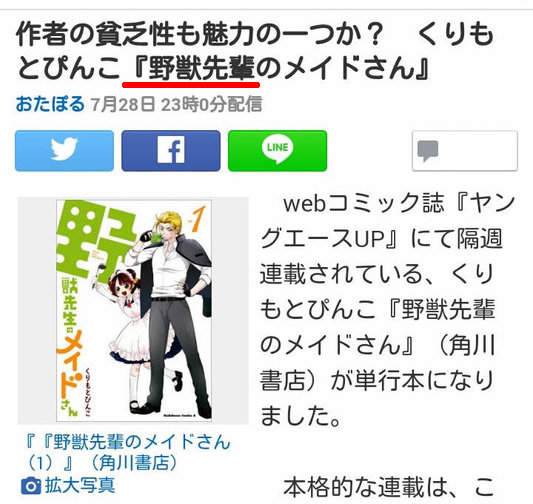 作者の貧乏性も魅力の一つか? くりも
とぴんこ『野獣先輩のメイドさん』
おたぽる 7月28日 23時0分配信
LINE
1
野獣先生のメイドさん
くりもとぴんこ
Kadokawa Comics A
『『野獣先輩のメイドさん
(1)』(角川書店)
拡大写真
webコミック誌『ヤン
グエースUP』にて隔週
連載されている、くり
もとぴんこ『野獣先輩
のメイドさん』(角川
書店)が単行本になり
ました。
本格的な連載は、こ